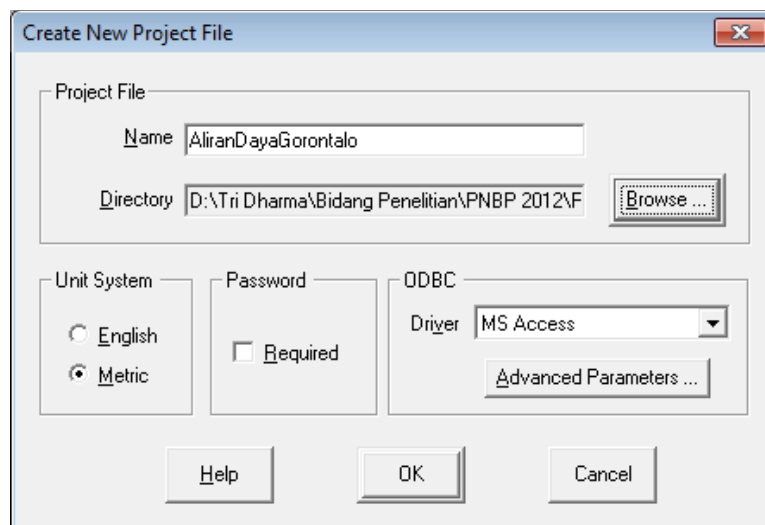 Create New Project File
Project File
Name AliranDayaGorontalo
Directory D:\Tri Dharma\Bidang Penelitian\PNBP 2012\F
Browse ...
Unit System
English
Metric
Password
Required
ODBC
Driver MS Access
Advanced Parameters ...
Help OK Cancel